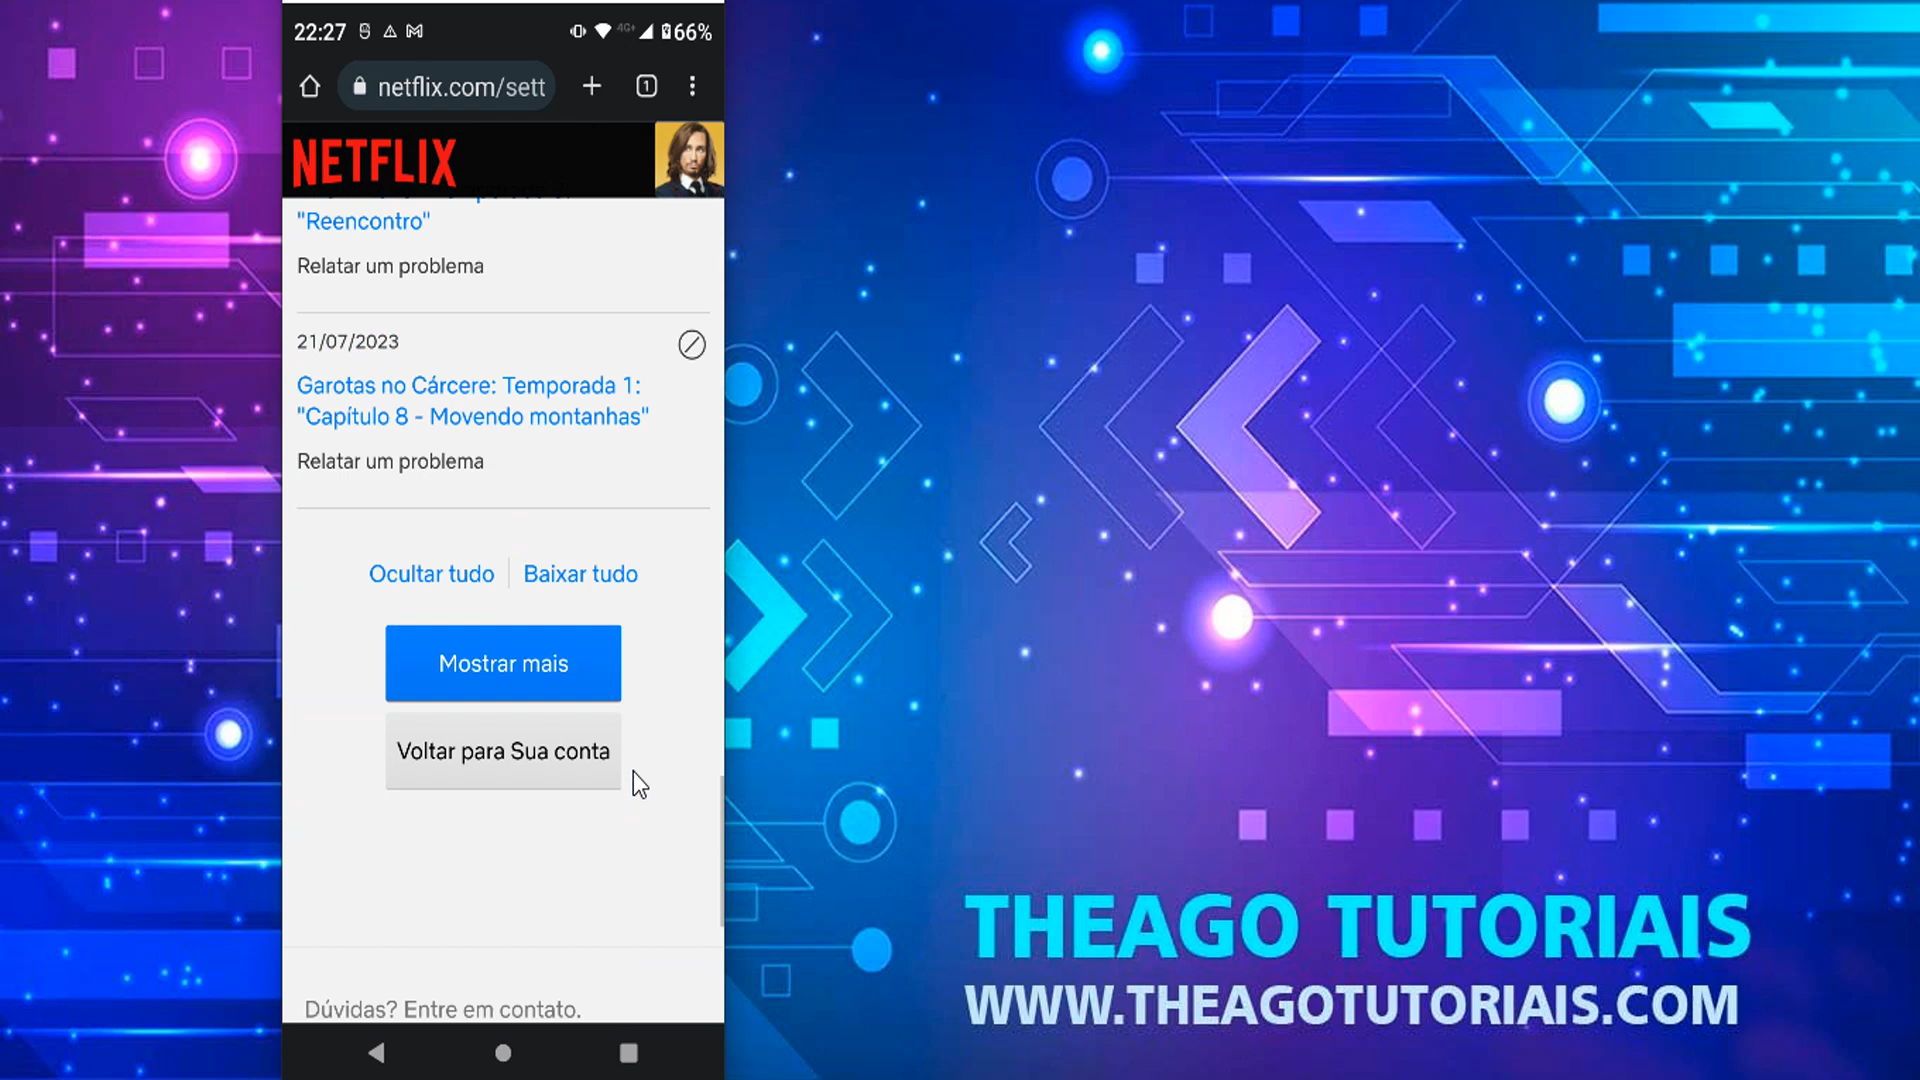 22:27
4G+
66%
netflix.com/sett
1
NETFLIX
"Reencontro"
Relatar um problema
21/07/2023
Garotas no Cárcere: Temporada 1:
"Capítulo 8 - Movendo montanhas"
Relatar um problema
Ocultar tudo
Baixar tudo
Mostrar mais
Voltar para Sua conta
Dúvidas? Entre em contato.
THEAGO TUTORIAIS
WWW.THEAGOTUTORIAIS.COM